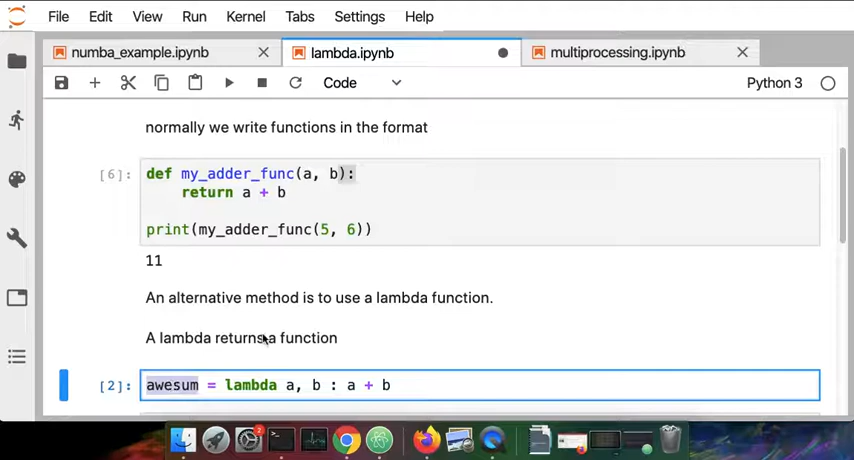 File Edit View Run Kernel Tabs Settings Help
numba_example.ipynb lambda.ipynb multiprocessing.ipynb
Code Python 3
normally we write functions in the format
[6]: def my_adder_func(a, b):
return a + b
print(my_adder_func(5, 6))
11
An alternative method is to use a lambda function.
A lambda returns a function
[2]: awesum = lambda a, b : a + b